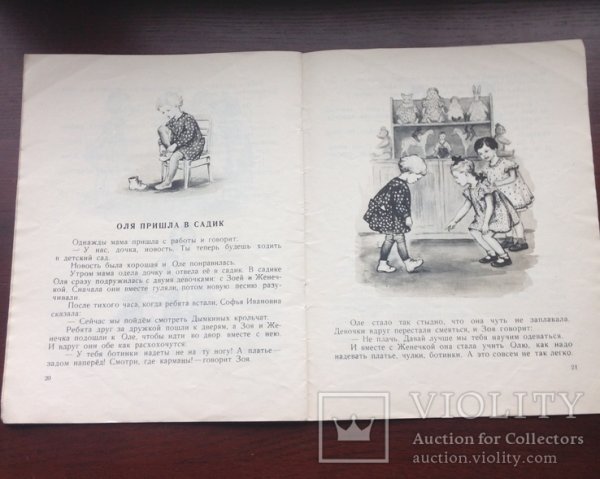 ОЛЯ ПРИШЛА В САДИК
Однажды мама пришла с работы и говорит:
— У нас, дочка, новость. Ты теперь будешь ходить
в детский сад.
Новость была хорошая и Оле понравилась.
Утром мама одела дочку и отвела её в садик. В садике
Оля сразу подружилась с двумя девочками: с Зоей и Женеч-
кой. Сначала они вместе гуляли, потом новую песню разу-
чивали.
После тихого часа, когда ребята встали, Софья Ивановна
сказала:
— Сейчас мы пойдём смотреть Дымкиных крольчат.
Ребята друг за дружкой пошли к дверям, а Зоя и Же-
нечка подошли к Оле, чтобы идти во двор вместе с ней.
И вдруг они обе как расхохочутся:
— У тебя ботинки надеты не на ту ногу! А платье —
задом наперёд! Смотри, где карманы! — говорит Зоя.
20
Оле стало так стыдно, что она чуть не заплакала.
Девочки вдруг перестали смеяться, и Зоя говорит:
— Не плачь. Давай лучше мы тебя научим одеваться.
И вместе с Женечкой она стала учить Олю, как надо
надевать платье, чулки, ботинки. А это совсем не так легко.
21
VIOLITY
Auction for Collectors
auction.violity.com